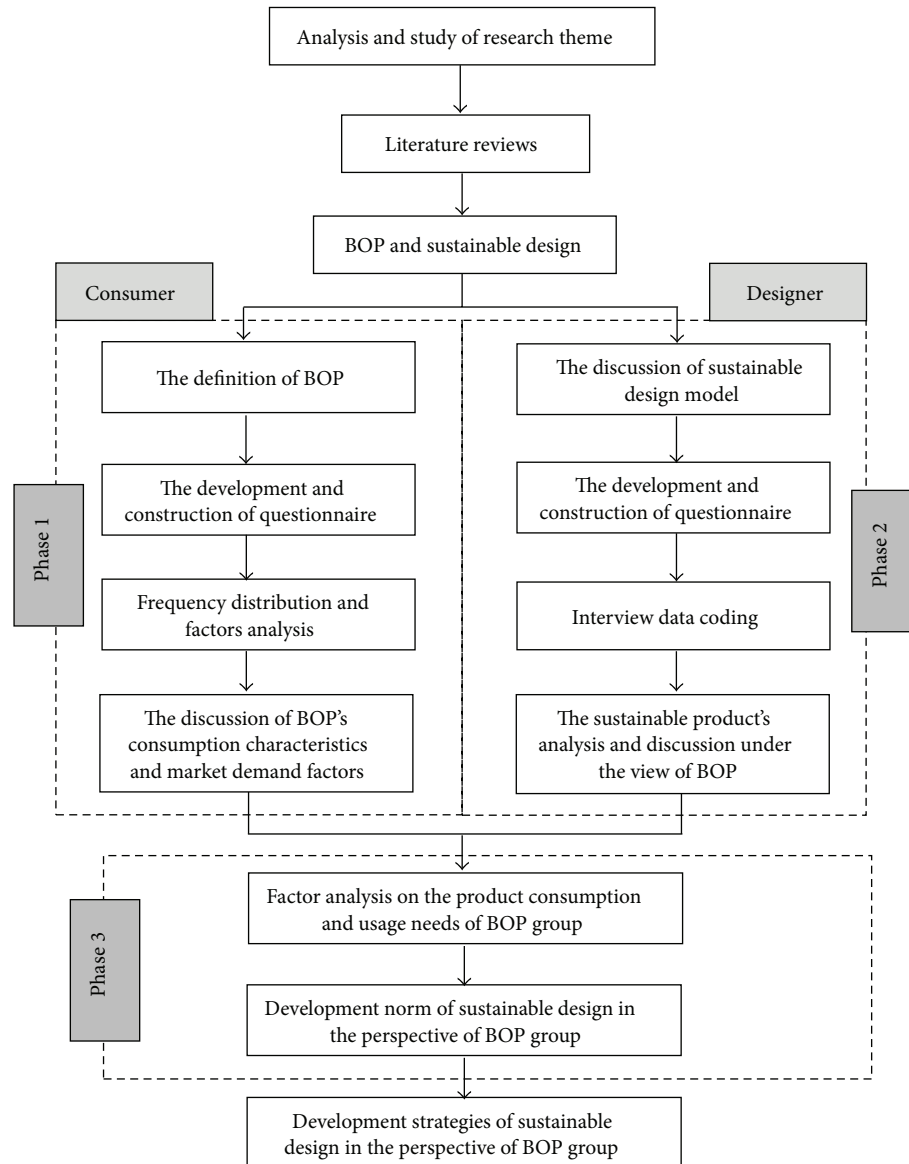 Analysis and study of research theme
Literature reviews
BOP and sustainable design
Consumer
Designer
Phase 1
The definition of BOP
The development and
construction of questionnaire
Frequency distribution and
factors analysis
The discussion of BOP's
consumption characteristics
and market demand factors
The discussion of sustainable
design model
The development and
construction of questionnaire
Interview data coding
The sustainable product's
analysis and discussion under
the view of BOP
Phase 2
Phase 3
Factor analysis on the product consumption
and usage needs of BOP group
Development norm of sustainable design in
the perspective of BOP group
Development strategies of sustainable
design in the perspective of BOP group